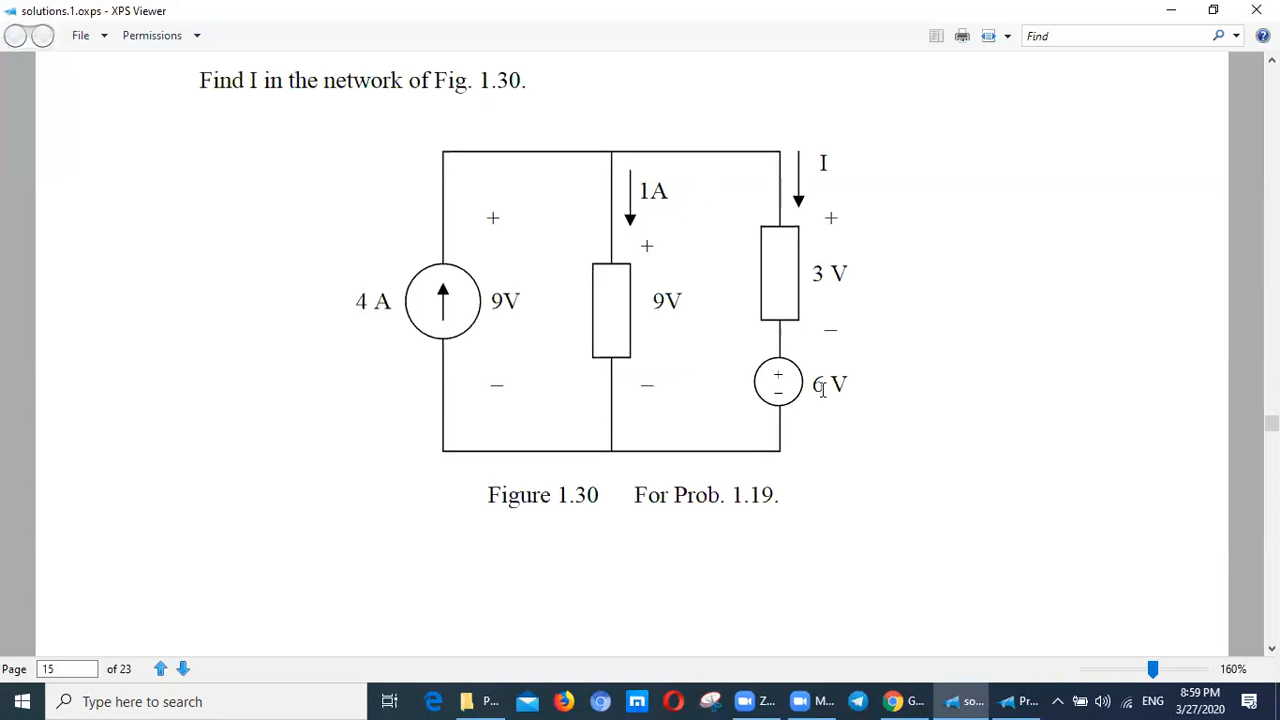 solutions.1.oxps - XPS Viewer
File Permissions Find
Find I in the network of Fig. 1.30.
I
1A
+ + 
+
4 A 9V 9V 3 V
−
+
− 6 V
− −
Figure 1.30 For Prob. 1.19.
Page 15 of 23 160%
Type here to search P... Z... M... G... so... Pr... ENG 8:59 PM
3/27/2020